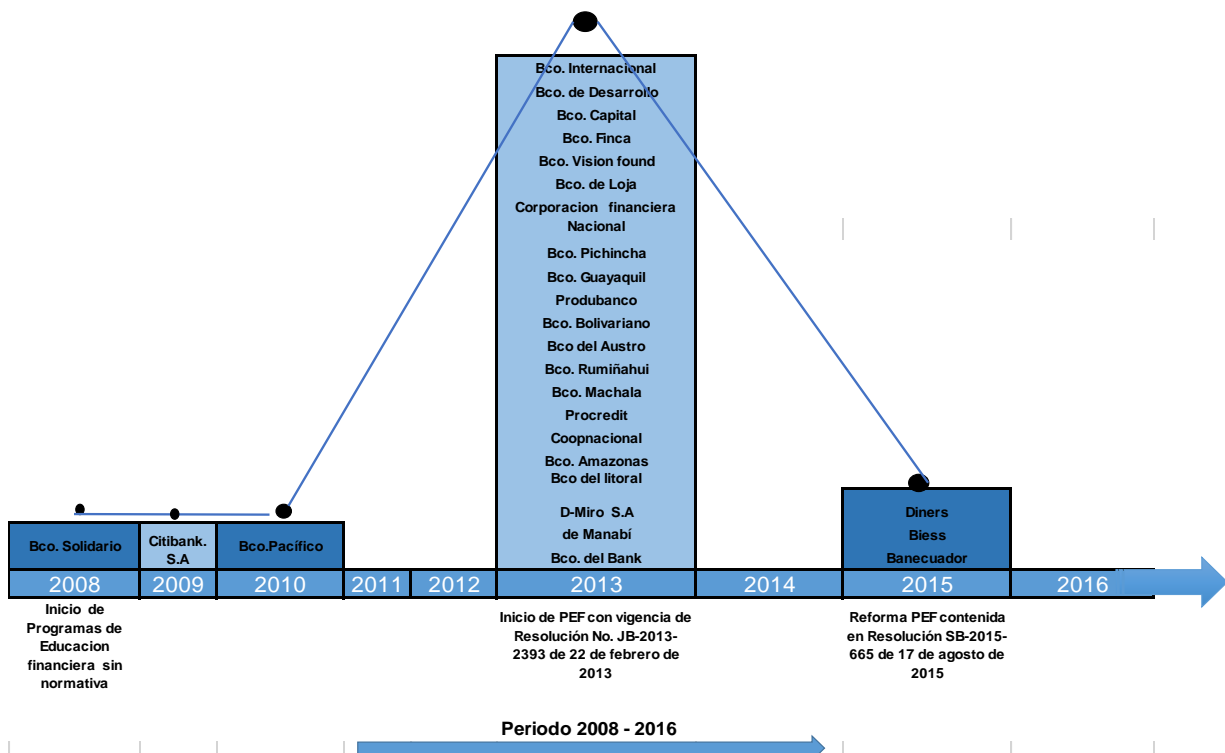 Bco. Internacional
Bco. de Desarrollo
Bco. Capital
Bco. Finca
Bco. Vision found
Bco. de Loja
Corporacion financiera
Nacional
Bco. Pichincha
Bco. Guayaquil
Produbanco
Bco. Bolivariano
Bco del Austro
Bco. Rumiñahui
Bco. Machala
Procredit
Coopnacional
Bco. Amazonas
Bco del litoral
D-Miro S.A
de Manabí
Bco. del Bank
Bco. Solidario
Citibank.
S.A
Bco.Pacífico
Diners
Biess
Banecuador
2008 2009 2010 2011 2012 2013 2014 2015 2016
Inicio de
Programas de
Educacion
financiera sin
normativa
Inicio de PEF con vigencia de
Resolución No. JB-2013-
2393 de 22 de febrero de
2013
Reforma PEF contenida
en Resolución SB-2015-
665 de 17 de agosto de
2015
Periodo 2008 - 2016